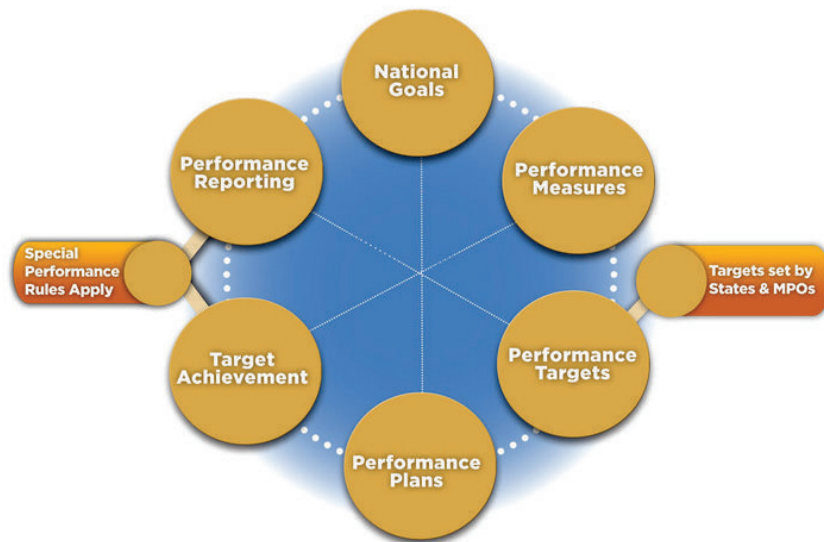 National
Goals
Performance
Measures
Performance
Targets
Targets set by
States & MPOs
Performance
Plans
Target
Achievement
Special
Performance
Rules Apply
Performance
Reporting